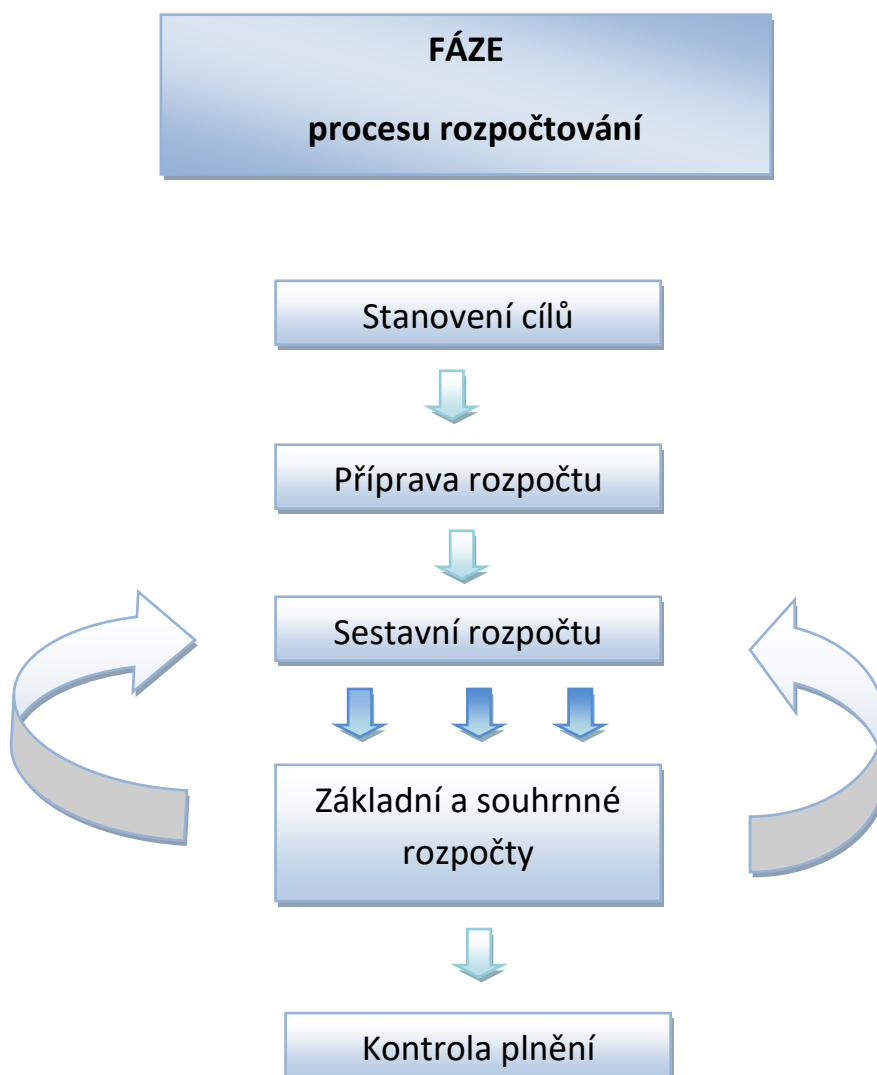 FÁZE
procesu rozpočtování
Stanovení cílů
Příprava rozpočtu
Sestavní rozpočtu
Základní a souhrnné
rozpočty
Kontrola plnění